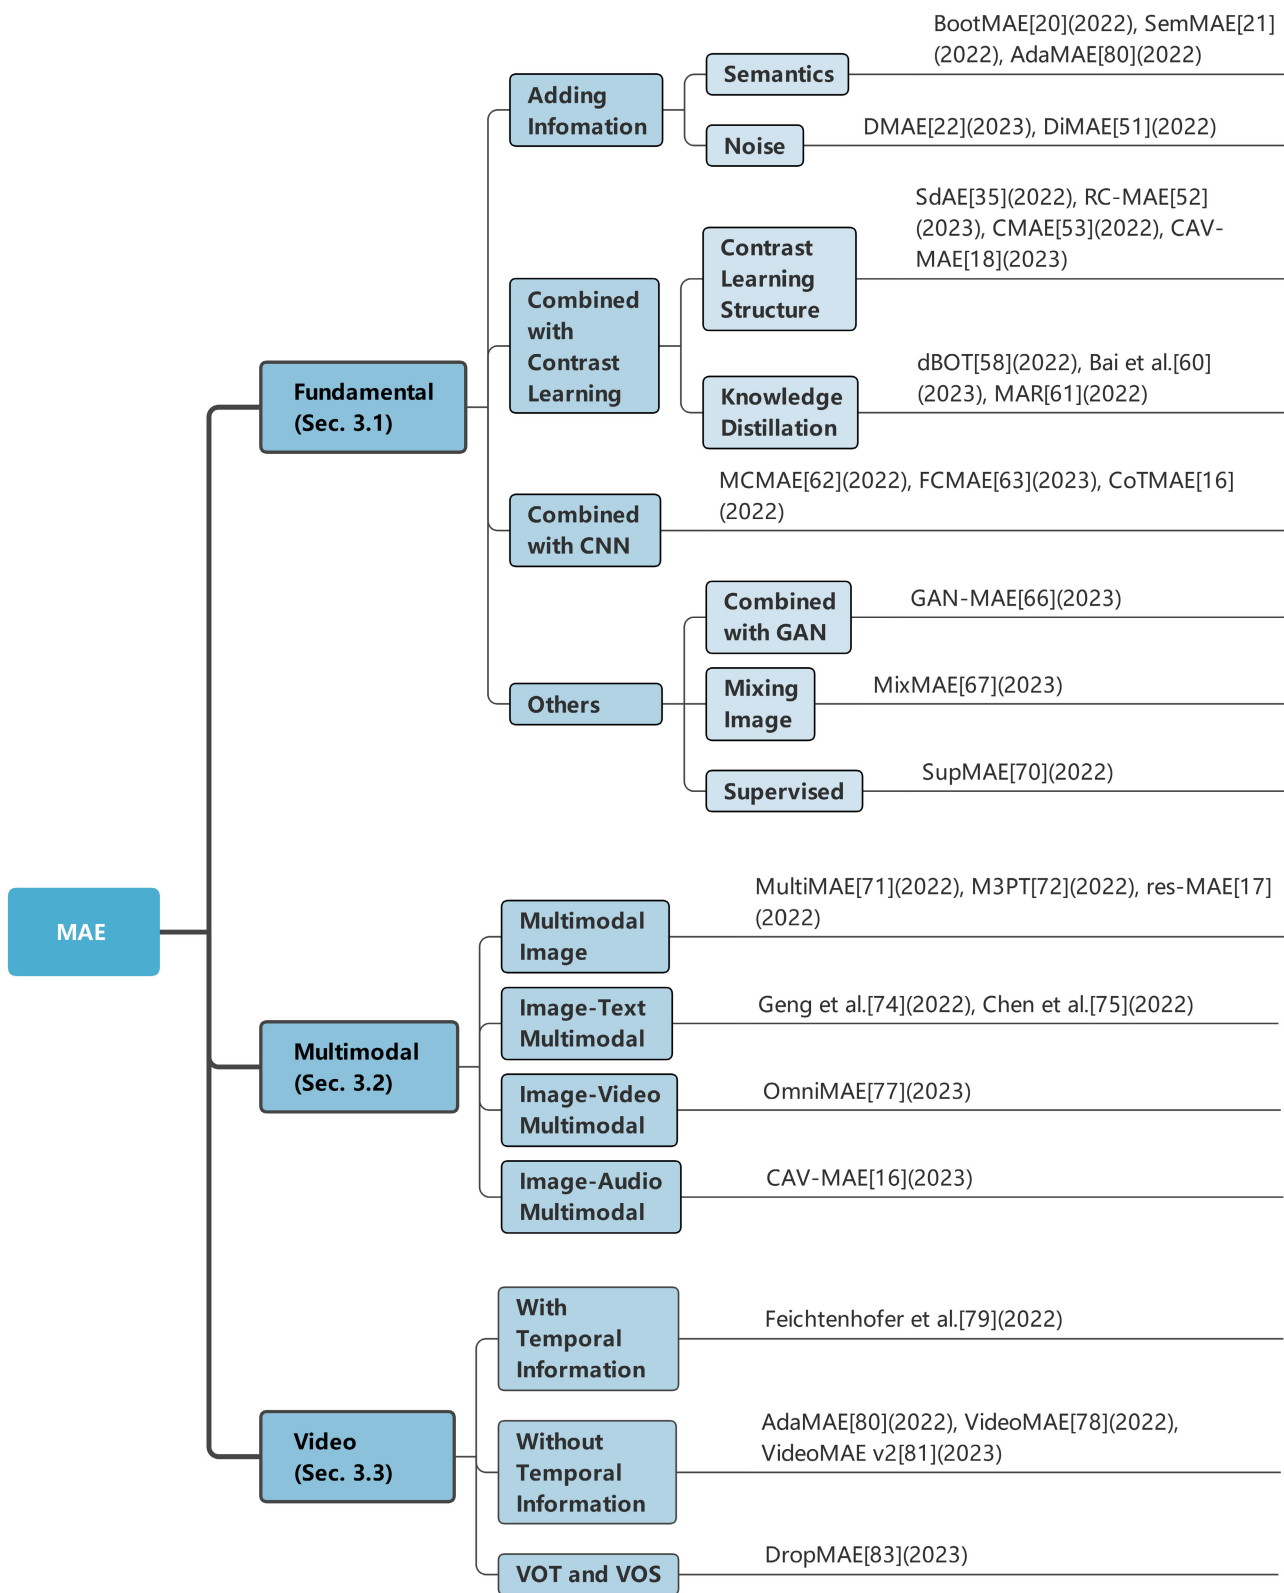 MAE
Fundamental
(Sec. 3.1)
Adding
Infomation
Semantics
BootMAE[20](2022), SemMAE[21]
(2022), AdaMAE[80](2022)
Noise
DMAE[22](2023), DiMAE[51](2022)
Combined
with
Contrast
Learning
Contrast
Learning
Structure
SdAE[35](2022), RC-MAE[52]
(2023), CMAE[53](2022), CAV-
MAE[18](2023)
Knowledge
Distillation
dBOT[58](2022), Bai et al.[60]
(2023), MAR[61](2022)
Combined
with CNN
MCMAE[62](2022), FCMAE[63](2023), CoTMAE[16]
(2022)
Others
Combined
with GAN
GAN-MAE[66](2023)
Mixing
Image
MixMAE[67](2023)
Supervised
SupMAE[70](2022)
Multimodal
(Sec. 3.2)
Multimodal
Image
MultiMAE[71](2022), M3PT[72](2022), res-MAE[17]
(2022)
Image-Text
Multimodal
Geng et al.[74](2022), Chen et al.[75](2022)
Image-Video
Multimodal
OmniMAE[77](2023)
Image-Audio
Multimodal
CAV-MAE[16](2023)
Video
(Sec. 3.3)
With
Temporal
Information
Feichtenhofer et al.[79](2022)
Without
Temporal
Information
AdaMAE[80](2022), VideoMAE[78](2022),
VideoMAE v2[81](2023)
VOT and VOS
DropMAE[83](2023)